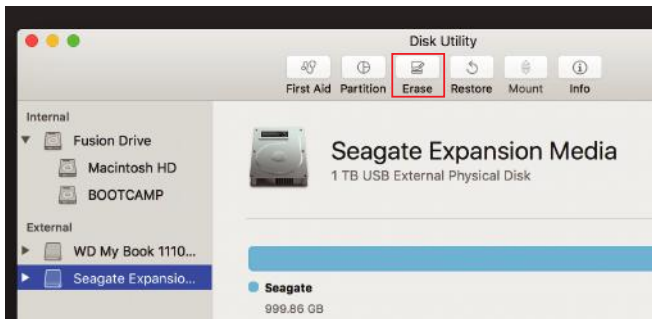 Disk Utility
First Aid Partition Erase Restore Mount Info
Internal
Fusion Drive
Macintosh HD
BOOTCAMP
External
WD My Book 1110...
Seagate Expansio...
Seagate Expansion Media
1 TB USB External Physical Disk
Seagate
999.86 GB